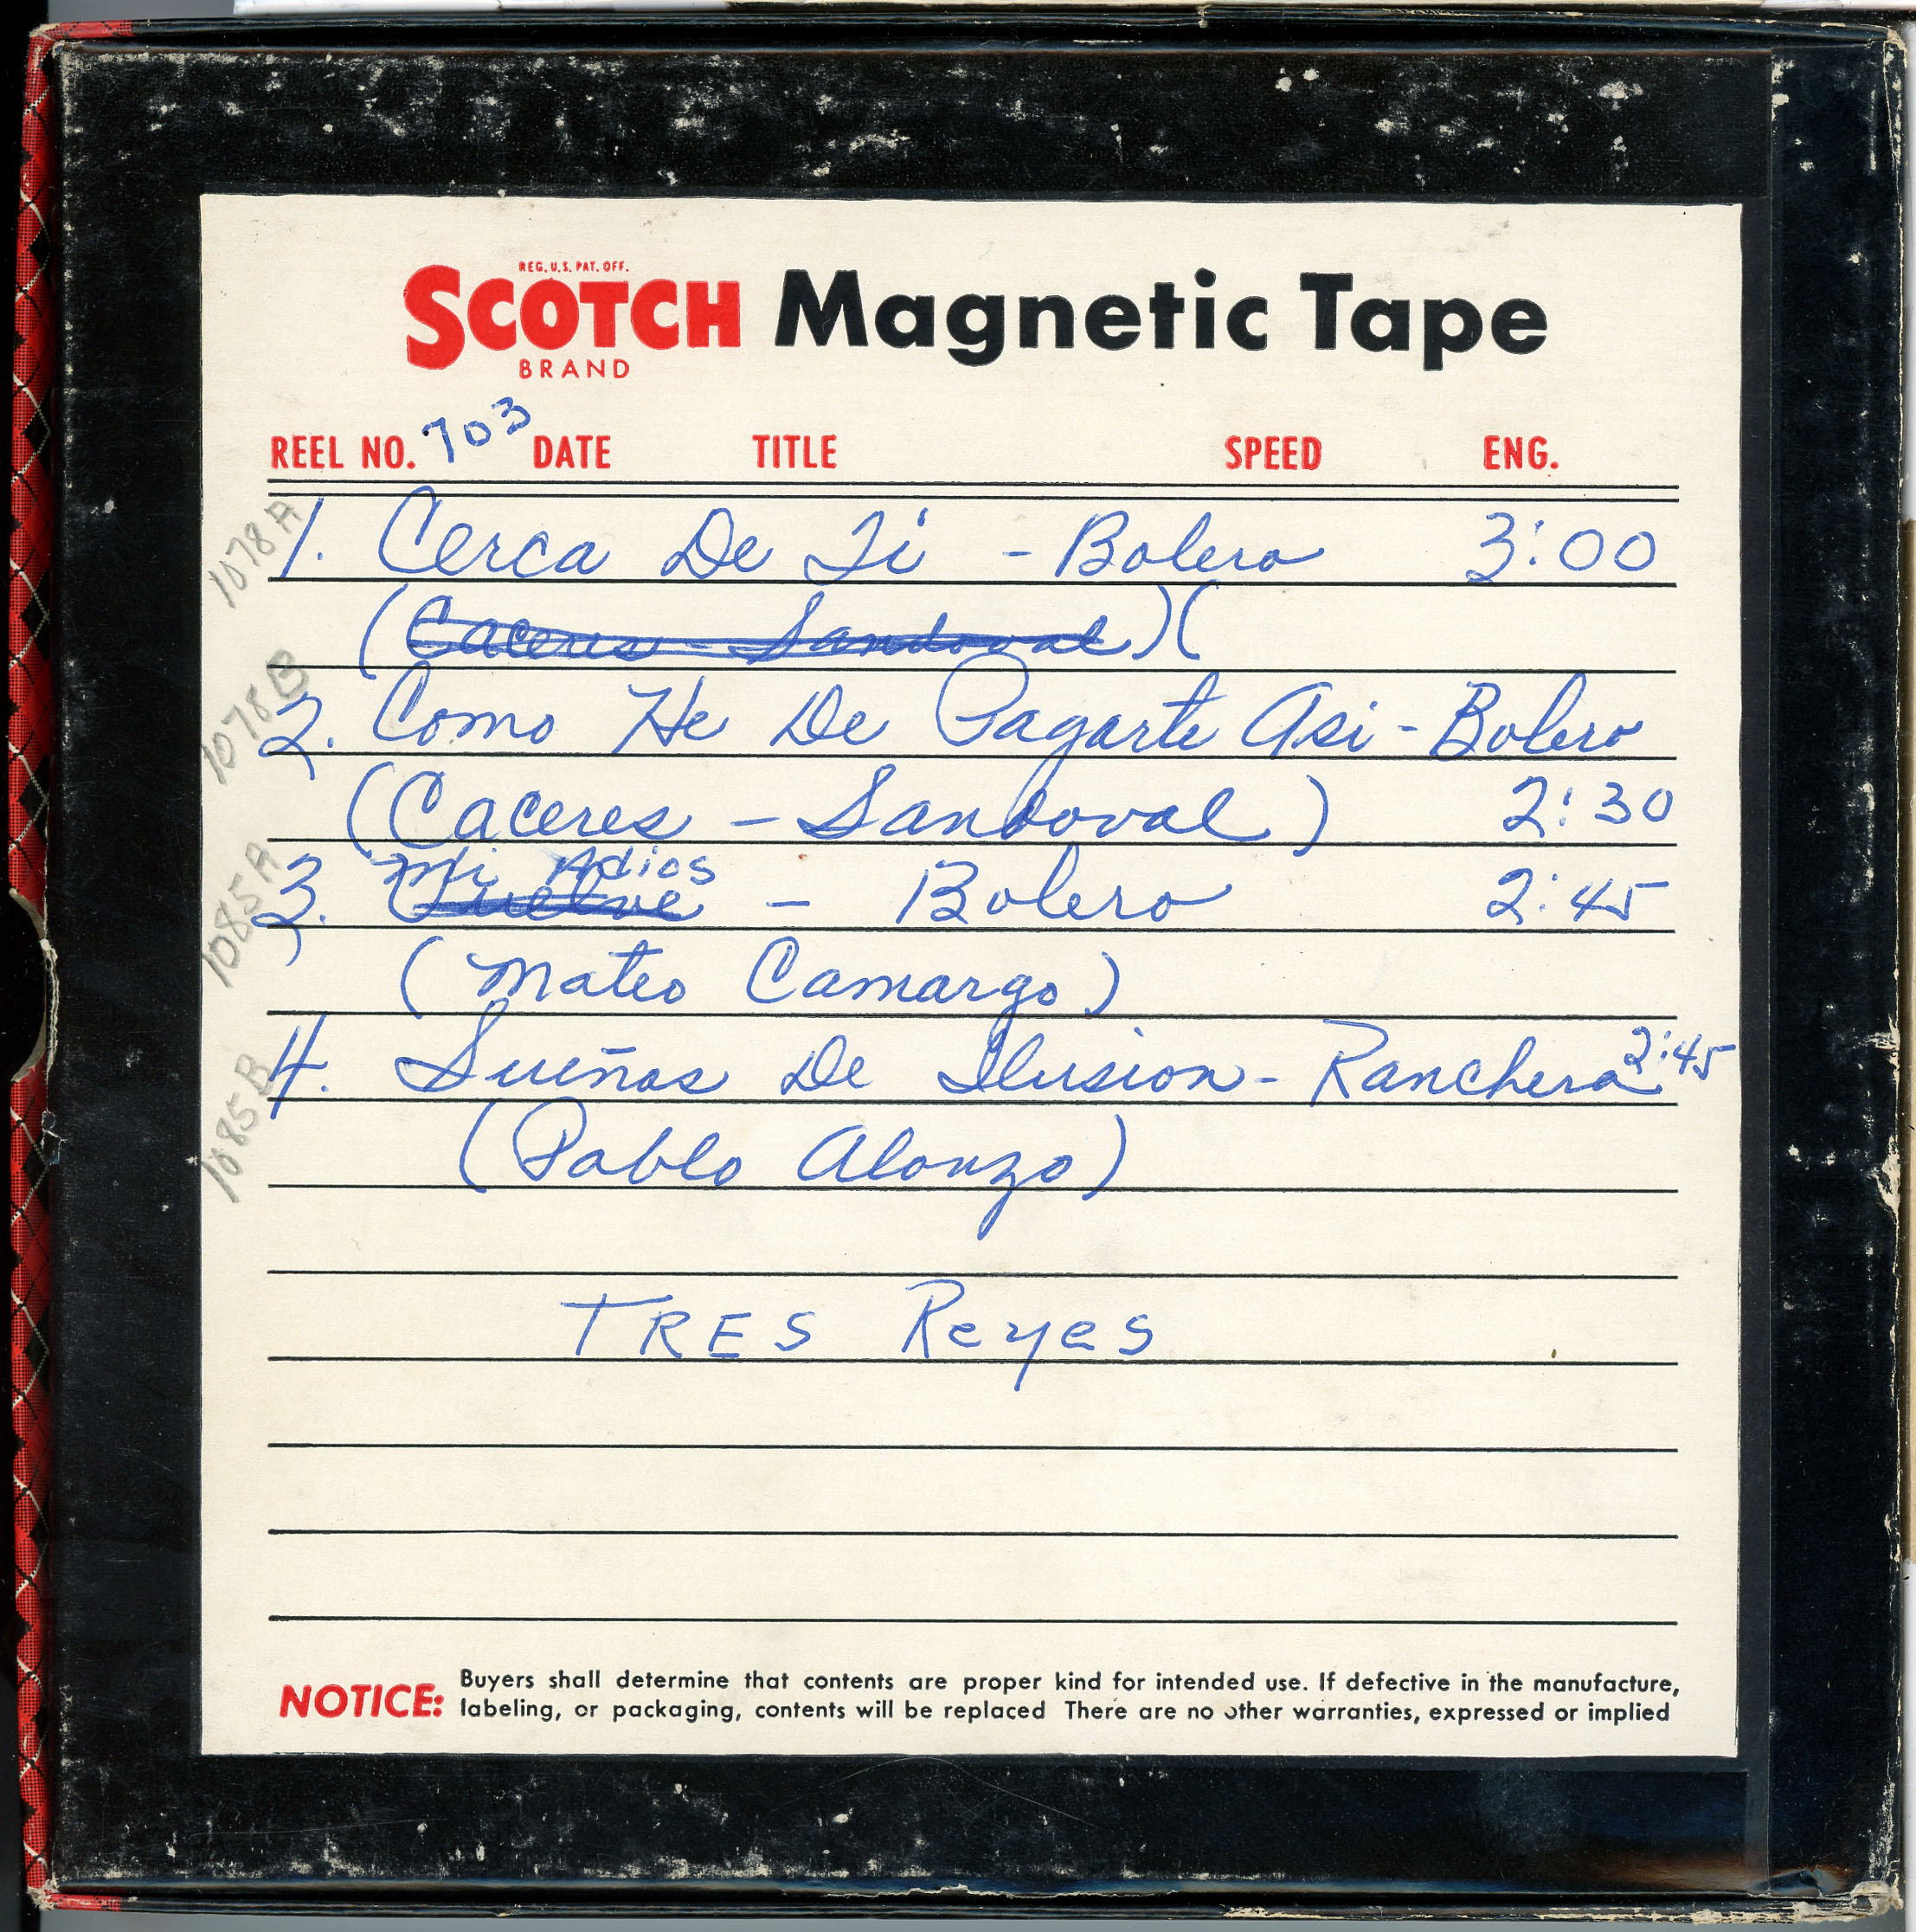 REG. U.S. PAT. OFF.
SCOTCH Magnetic Tape
BRAND
REEL NO. 703 DATE TITLE SPEED ENG.
1078A 1. Cerca De Ti - Bolero 3:00
(Caceres - Sandoval) (
1078B 2. Como He De Pagarte Asi - Bolero
(Caceres - Sandoval) 2:30
Mi Adios
1085A 3. Vuelve - Bolero 2:45
(Mateo Camargo)
1085B 4. Sueños De Ilusion - Ranchera 2:45
(Pablo Alonzo)
TRES Reyes
NOTICE: Buyers shall determine that contents are proper kind for intended use. If defective in the manufacture,
labeling, or packaging, contents will be replaced There are no other warranties, expressed or implied